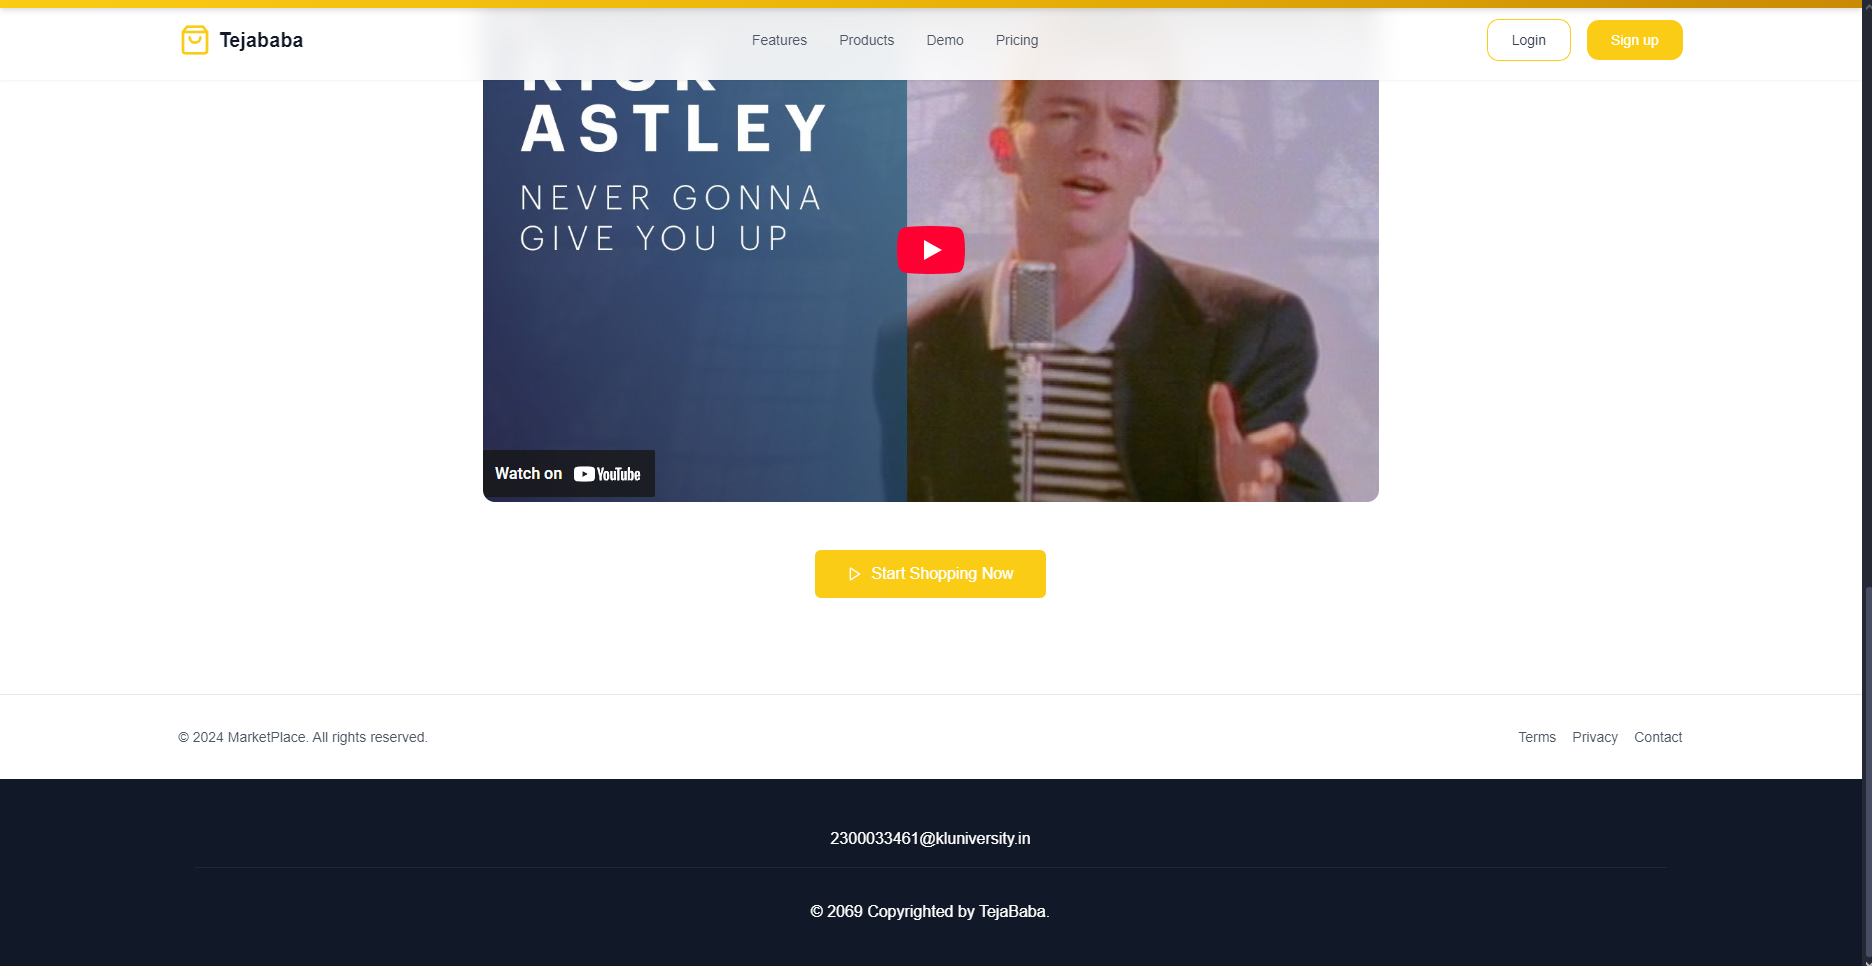 Tejababa
Features
Products
Demo
Pricing
Login
Sign up
RICK
ASTLEY
NEVER GONNA
GIVE YOU UP
Watch on YouTube
Start Shopping Now
© 2024 MarketPlace. All rights reserved.
Terms
Privacy
Contact
2300033461@kluniversity.in
© 2069 Copyrighted by TejaBaba.